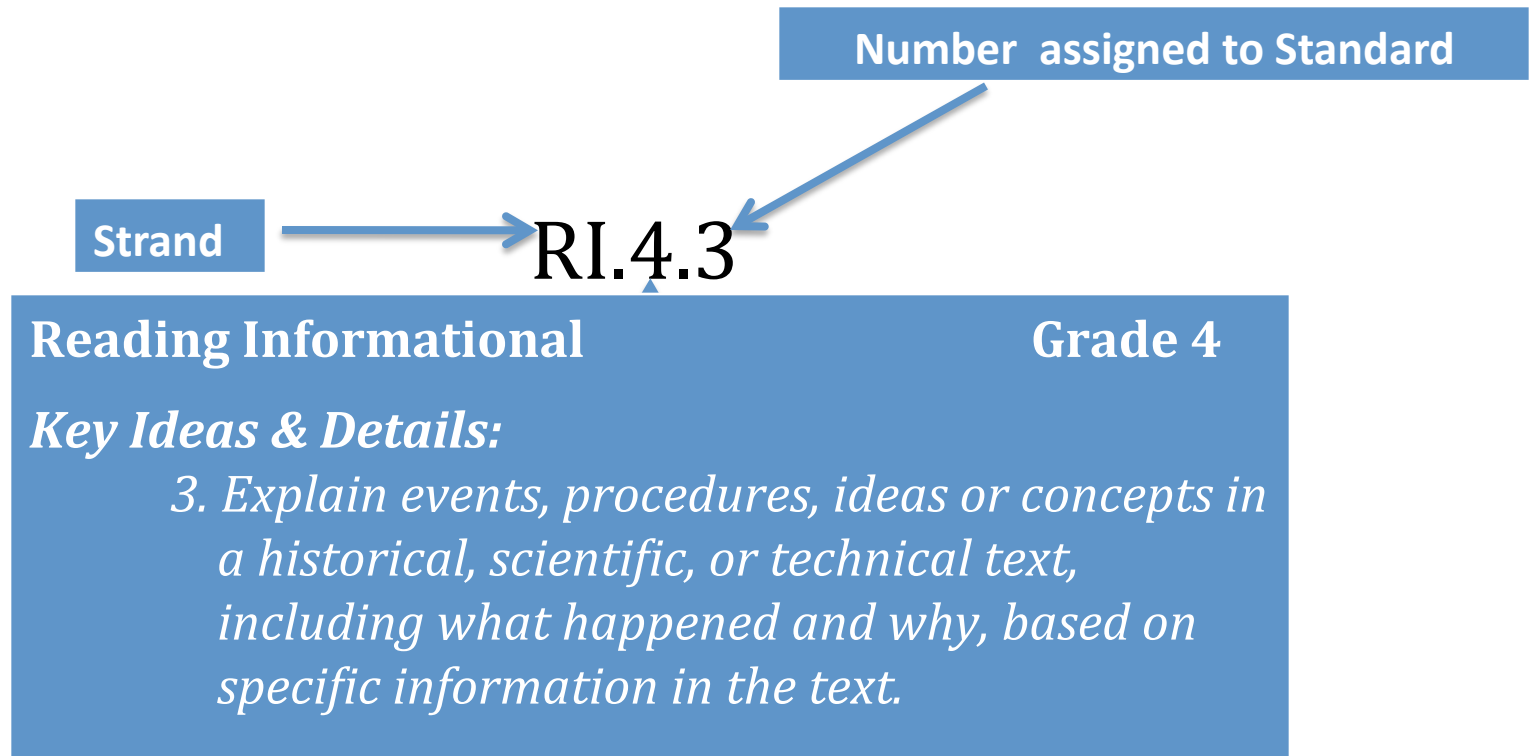 Number assigned to Standard
Strand
RI.4.3
Reading Informational Grade 4
Key Ideas & Details:
3. Explain events, procedures, ideas or concepts in
a historical, scientific, or technical text,
including what happened and why, based on
specific information in the text.